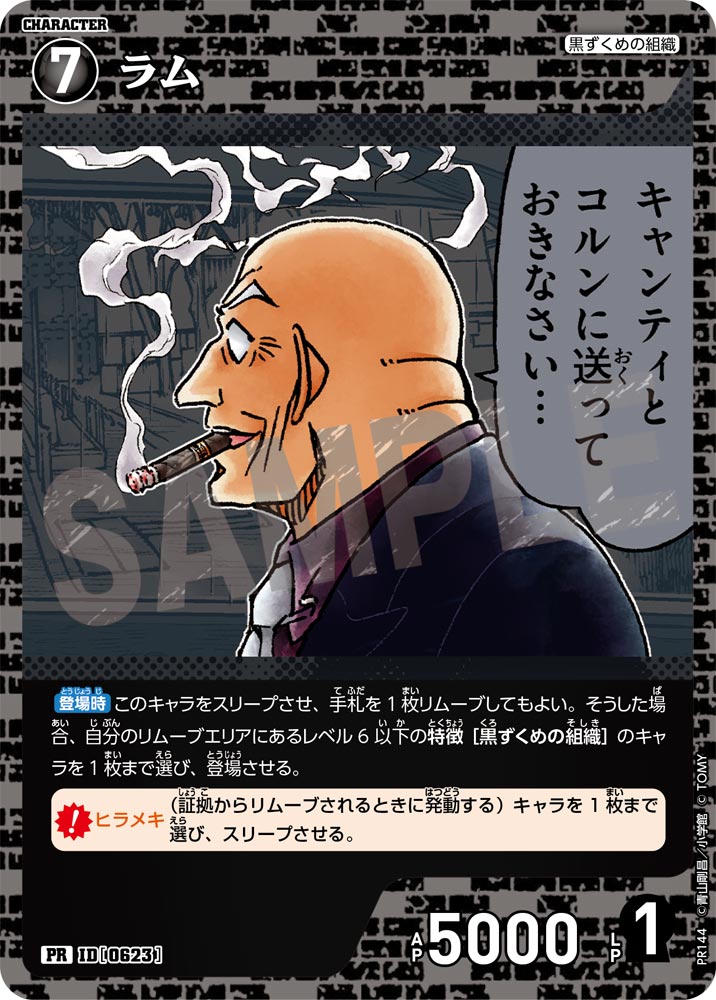 CHARACTER
7
ラム
黒ずくめの組織
キャンティと
コルンに送って
おきなさい…
SAMPLE
登場時 このキャラをスリープさせ、手札を1枚リムーブしてもよい。そうした場
合、自分のリムーブエリアにあるレベル6以下の特徴［黒ずくめの組織］のキャ
ラを1枚まで選び、登場させる。
ヒラメキ（証拠からリムーブされるときに発動する）キャラを1枚まで
選び、スリープさせる。
PR ID[0623]
AP 5000 LP 1
PR144 ©青山剛昌／小学館 © TOMY